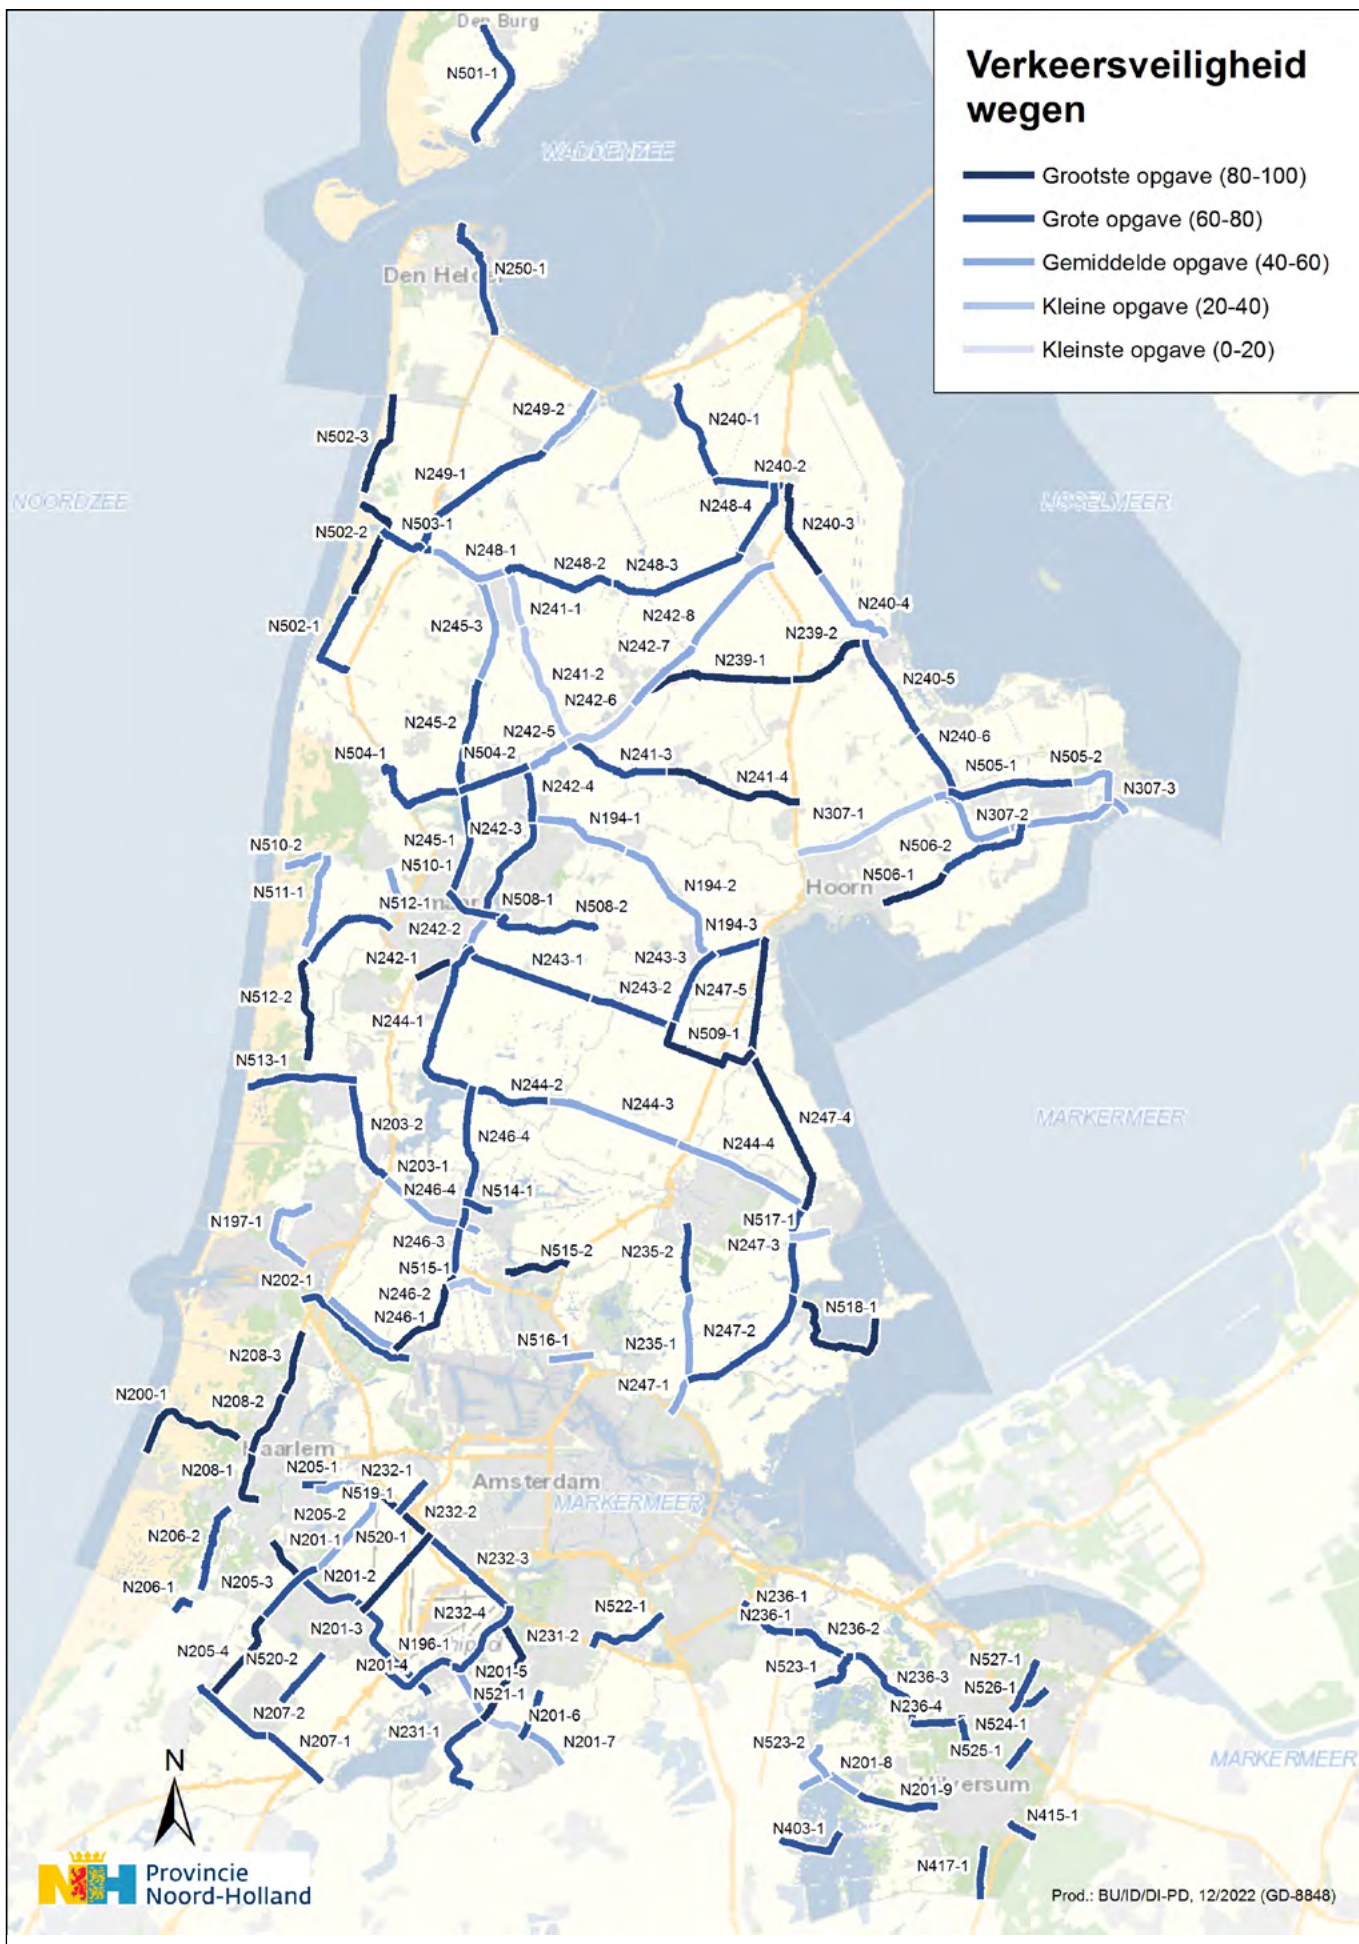 Den Burg
N501-1
WADDENZEE
Verkeersveiligheid
wegen
Grootste opgave (80-100)
Grote opgave (60-80)
Gemiddelde opgave (40-60)
Kleine opgave (20-40)
Kleinste opgave (0-20)
N250-1
Den Hel
N249-2
N240-1
N502-3
N249-1
N240-2
NOORDZEE
IJSSELMEER
N248-4
N503-1
N240-3
N502-2
N248-1
N248-2
N248-3
N240-4
N241-1
N242-8
N502-1
N245-3
N239-2
N242-7
N239-1
N241-2
N240-5
N242-6
N245-2
N242-5
N240-6
N504-1
N504-2
N241-3
N505-2
N505-1
N241-4
N242-4
N307-3
N307-1
N307-2
N194-1
N242-3
N245-1
N510-2
N506-2
N510-1
N506-1
Hoorn
N511-1
N194-2
N512-1
N508-1
N508-2
N194-3
N242-2
N242-1
N243-1
N243-3
N243-2
N247-5
N512-2
N244-1
N509-1
N513-1
N244-2
N244-3
N247-4
MARKERMEER
N203-2
N246-4
N244-4
N203-1
N246-4
N514-1
N197-1
N517-1
N246-3
N515-2
N235-2
N247-3
N515-1
N202-1
N246-2
N246-1
N518-1
N516-1
N235-1
N247-2
N208-3
N247-1
N200-1
N208-2
aarlem
N208-1
N205-1
N232-1
Amsterdam
N519-1
MARKERMEER
N205-2
N232-2
N206-2
N201-1
N520-1
N232-3
N205-3
N201-2
N206-1
N236-1
N232-4
N522-1
N236-1
N201-3
N196-1
hip
N231-2
N236-2
N205-4
N520-2
N201-4
N201-5
N523-1
N236-3
N527-1
N521-1
N526-1
N207-2
N236-4
N201-6
N524-1
N231-1
N207-1
N201-7
N523-2
N525-1
N201-8
MARKERMEER
N
N201-9
versum
N403-1
N415-1
N417-1
NH
Provincie
Noord-Holland
Prod.: BU/ID/DI-PD, 12/2022 (GD-8848)